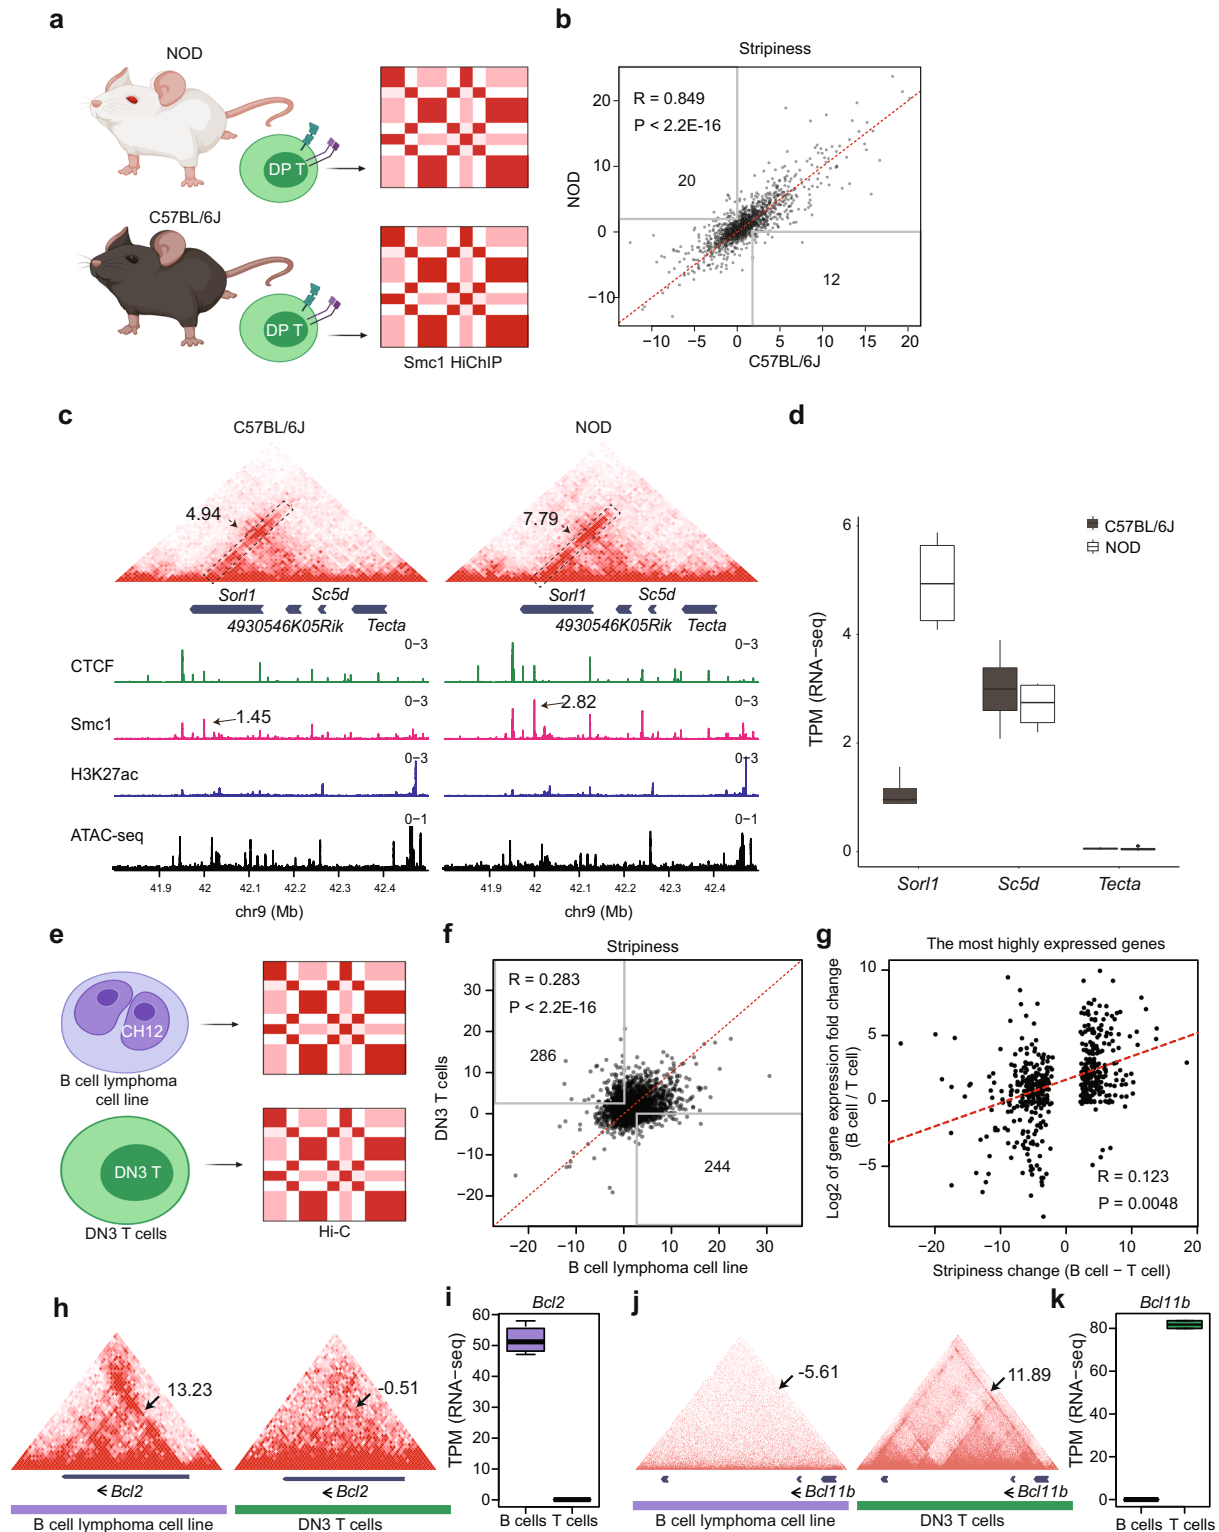 a
NOD
DP T
C57BL/6J
DP T
Smc1 HiChIP
b
Stripiness
R = 0.849
P < 2.2E-16
20
12
NOD
20
10
0
−10
−10
−5
0
5
10
15
20
C57BL/6J
c
C57BL/6J
NOD
4.94
7.79
Sorl1
Sc5d
4930546K05Rik
Tecta
Sorl1
Sc5d
4930546K05Rik
Tecta
CTCF
0−3
0−3
Smc1
0−3
0−3
1.45
2.82
H3K27ac
0−3
0−3
ATAC-seq
0−1
0−1
41.9
42
42.1
42.2
42.3
42.4
41.9
42
42.1
42.2
42.3
42.4
chr9 (Mb)
chr9 (Mb)
d
C57BL/6J
NOD
TPM (RNA−seq)
6
4
2
0
Sorl1
Sc5d
Tecta
e
CH12
B cell lymphoma
cell line
DN3 T
DN3 T cells
Hi-C
f
Stripiness
R = 0.283
P < 2.2E-16
286
244
DN3 T cells
30
20
10
0
−10
−20
−20
−10
0
10
20
30
B cell lymphoma cell line
g
The most highly expressed genes
Log2 of gene expression fold change
(B cell / T cell)
10
5
0
−5
R = 0.123
P = 0.0048
−20
−10
0
10
20
Stripiness change (B cell − T cell)
h
13.23
-0.51
Bcl2
Bcl2
B cell lymphoma cell line
DN3 T cells
i
Bcl2
TPM (RNA−seq)
60
50
40
30
20
10
0
B cells
T cells
j
-5.61
11.89
Bcl11b
Bcl11b
B cell lymphoma cell line
DN3 T cells
k
Bcl11b
TPM (RNA−seq)
80
60
40
20
0
B cells
T cells